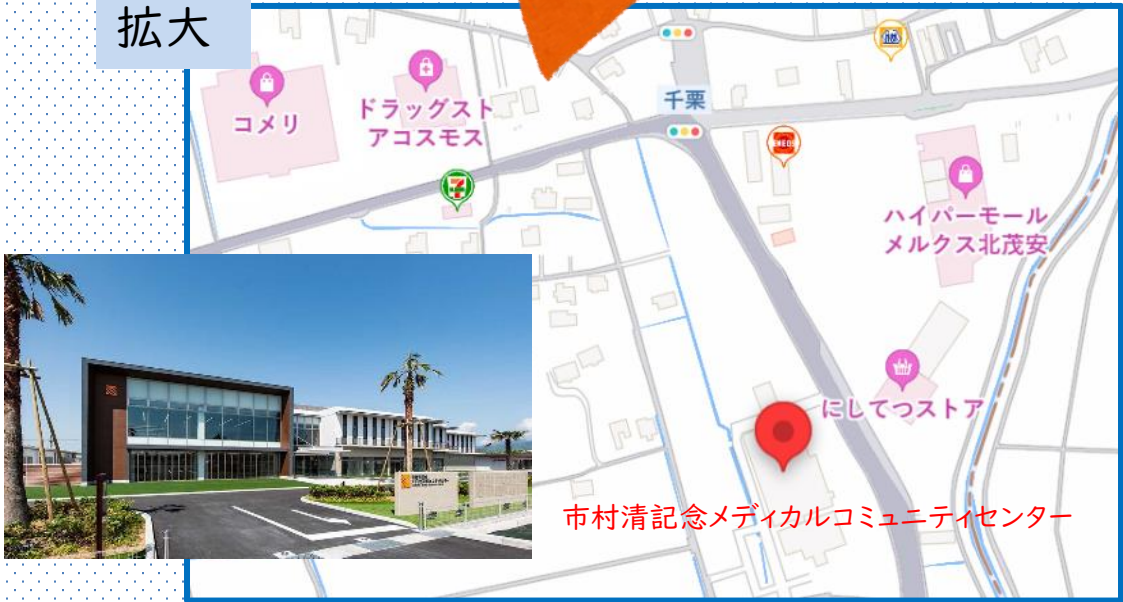 拡大
千栗
コメリ
ドラッグスト
アコスモス
ENEOS
ハイパーモール
メルクス北茂安
にしてつストア
市村清記念メディカルコミュニティセンター